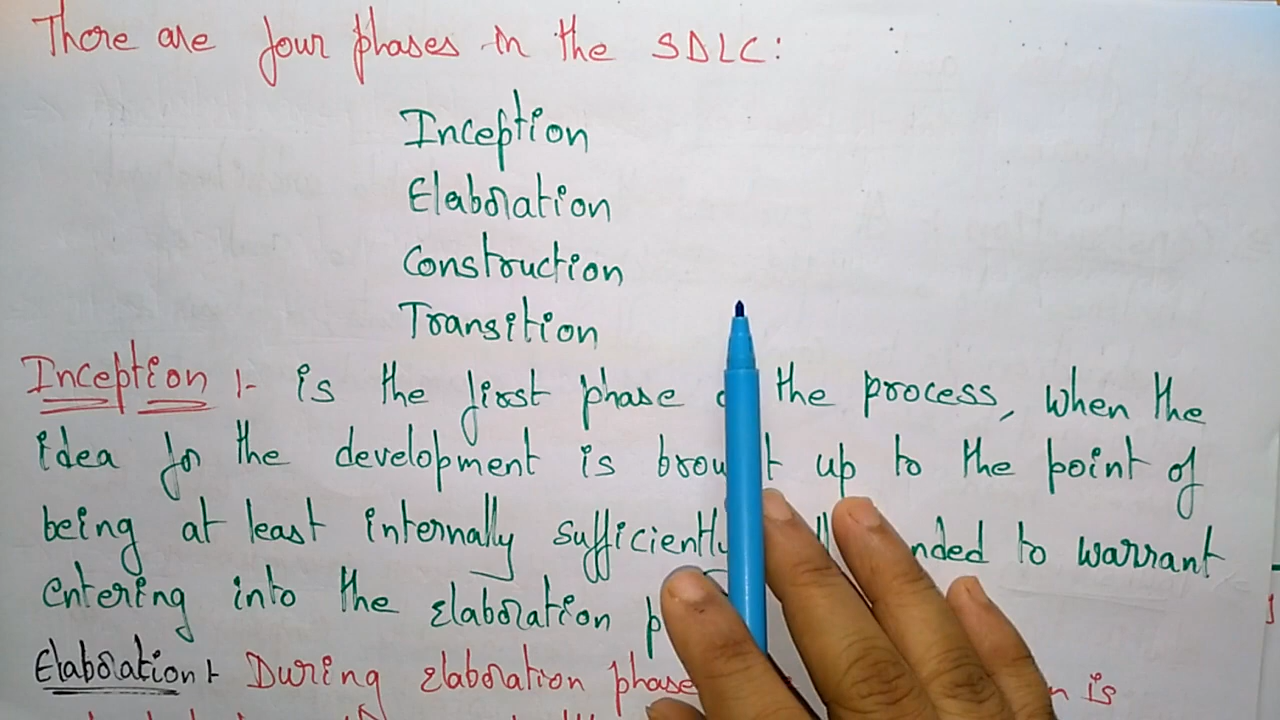 There are four phases in the SDLC:
Inception
Elaboration
Construction
Transition
Inception :- is the first phase the process, when the
idea for the development is up to the point of
being at least internally sufficiently to warrant
entering into the elaboration
Elaboration :- During elaboration phase is